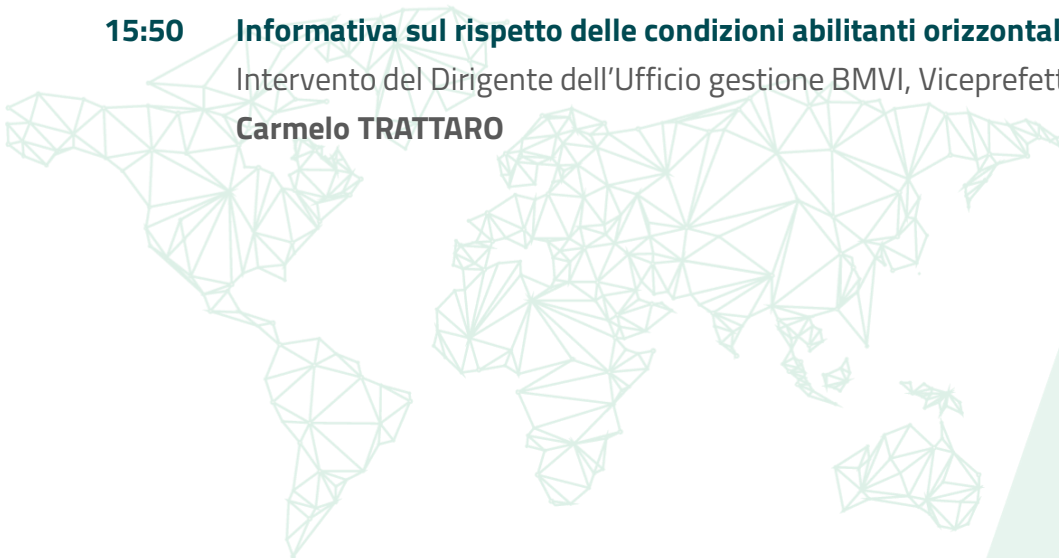 15:50 Informativa sul rispetto delle condizioni abilitanti orizzontal
Intervento del Dirigente dell'Ufficio gestione BMVI, Viceprefett
Carmelo TRATTARO